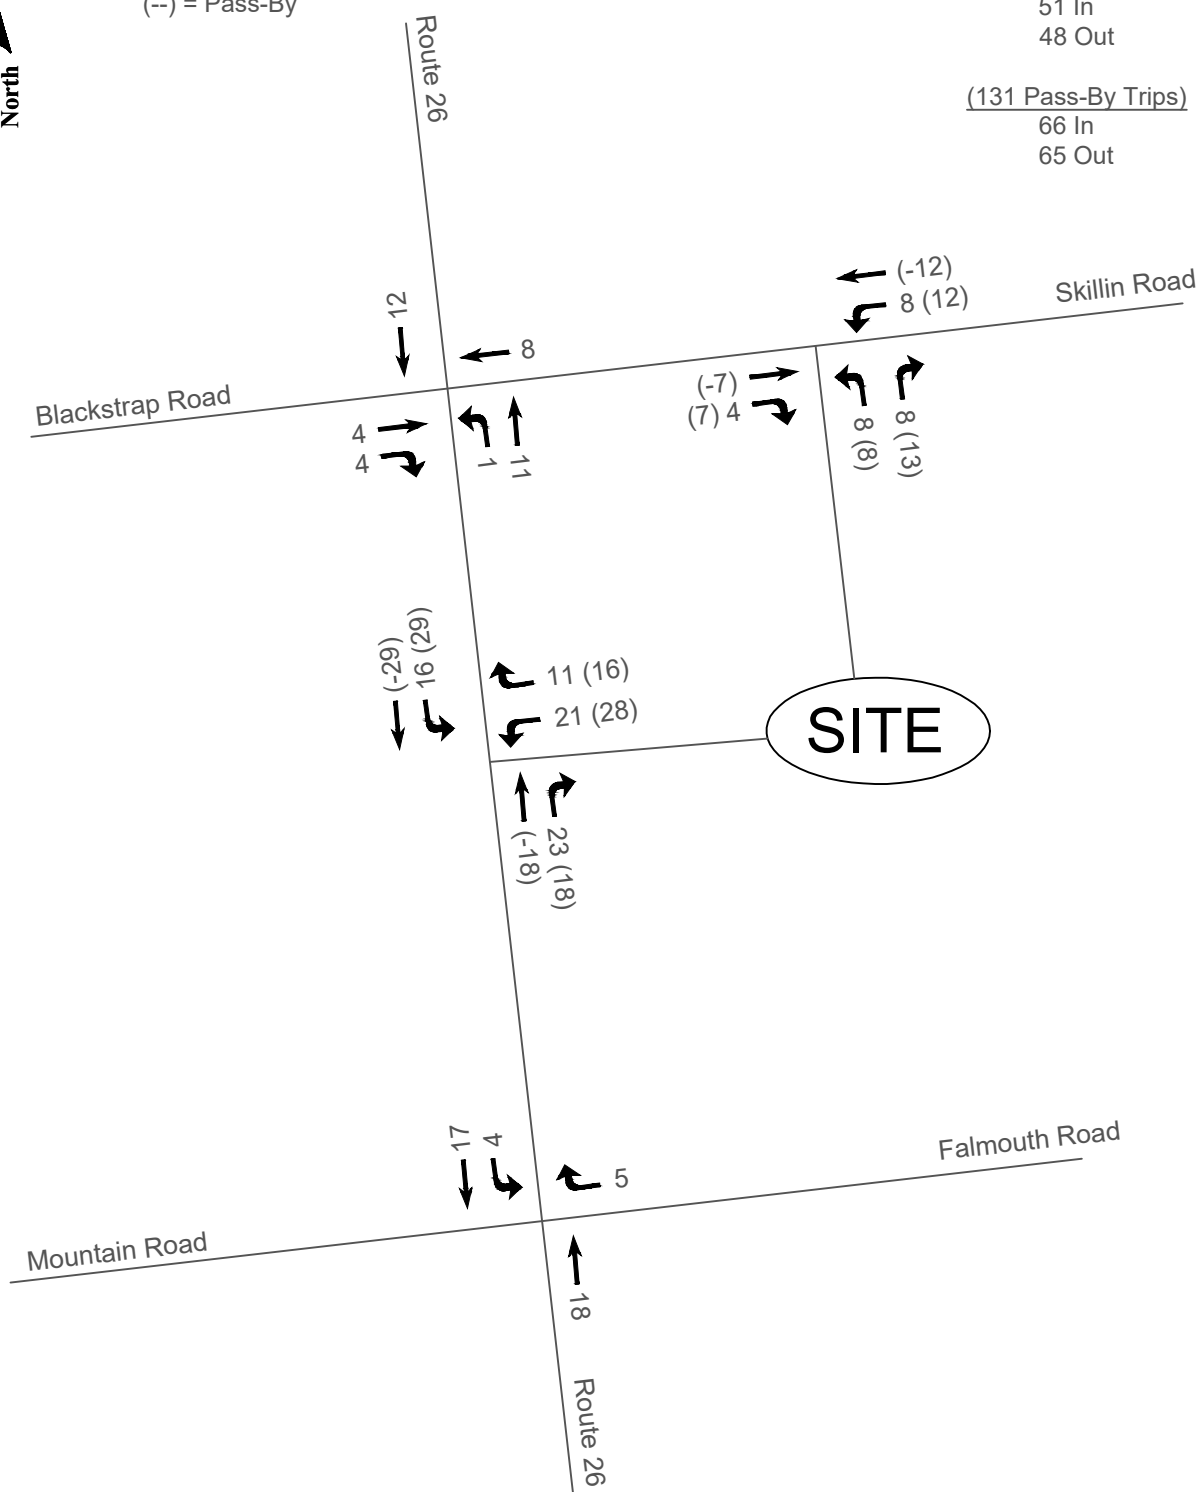 (--) = Pass-By
51 In
48 Out
North
Route 26
(131 Pass-By Trips)
66 In
65 Out
(-12)
8 (12)
Skillin Road
12
8
Blackstrap Road
4
4
1
11
(-7)
(7) 4
8 (8)
8 (13)
(-29)
16 (29)
11 (16)
21 (28)
SITE
(-18)
23 (18)
17
4
5
Falmouth Road
Mountain Road
18
Route 26